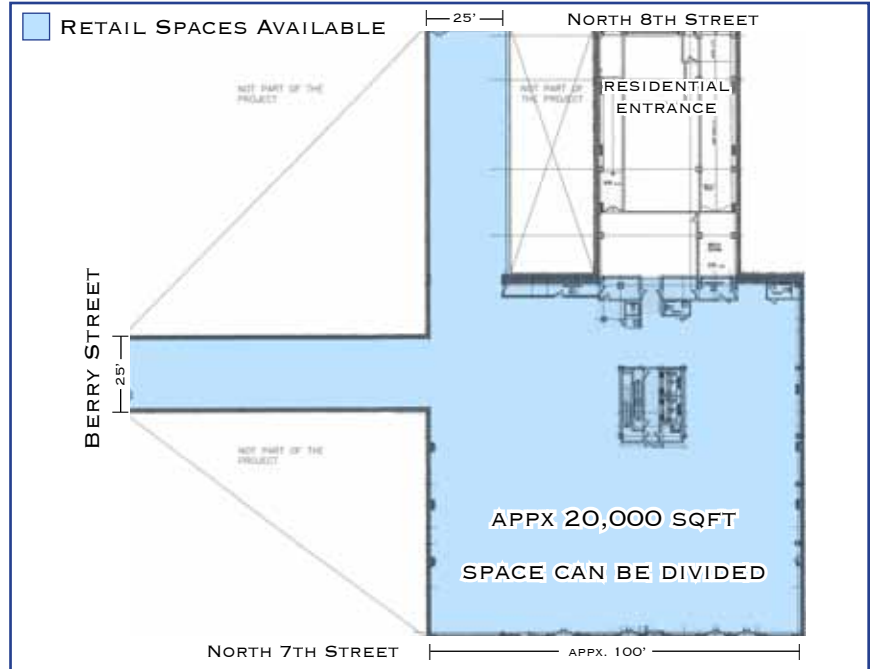 RETAIL SPACES AVAILABLE
25'
NORTH 8TH STREET
NOT PART OF THE
PROJECT
NOT PART OF
THE PROJECT
RESIDENTIAL
ENTRANCE
BERRY STREET
25'
NOT PART OF THE
PROJECT
APPX 20,000 SQFT
SPACE CAN BE DIVIDED
NORTH 7TH STREET
APPX. 100'